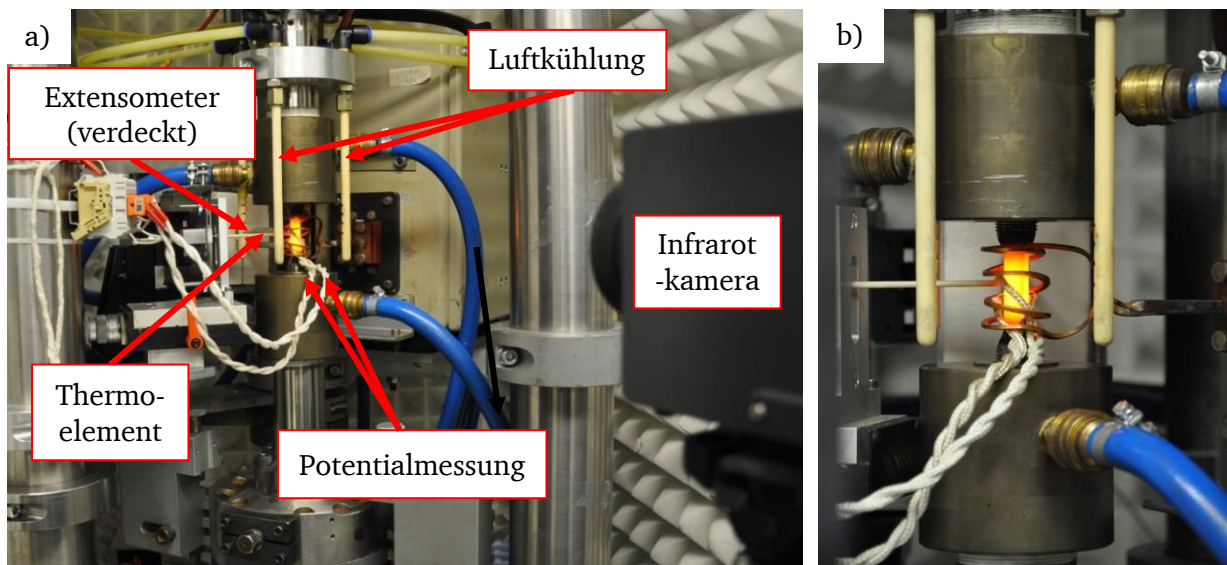 a)
Extensometer
(verdeckt)
Luftkühlung
Infrarot
-kamera
Thermo-
element
Potentialmessung
b)